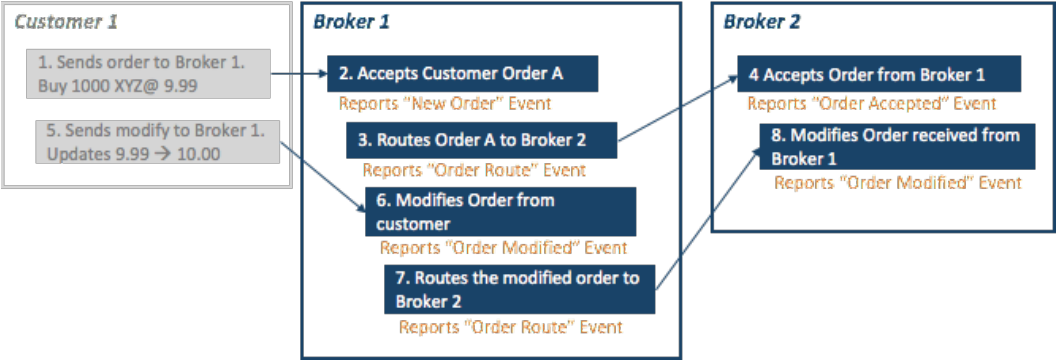 Customer 1
1. Sends order to Broker 1.
Buy 1000 XYZ@ 9.99
5. Sends modify to Broker 1.
Updates 9.99 → 10.00
Broker 1
2. Accepts Customer Order A
Reports "New Order" Event
3. Routes Order A to Broker 2
Reports "Order Route" Event
6. Modifies Order from
customer
Reports "Order Modified" Event
7. Routes the modified order to
Broker 2
Reports "Order Route" Event
Broker 2
4 Accepts Order from Broker 1
Reports "Order Accepted" Event
8. Modifies Order received from
Broker 1
Reports "Order Modified" Event